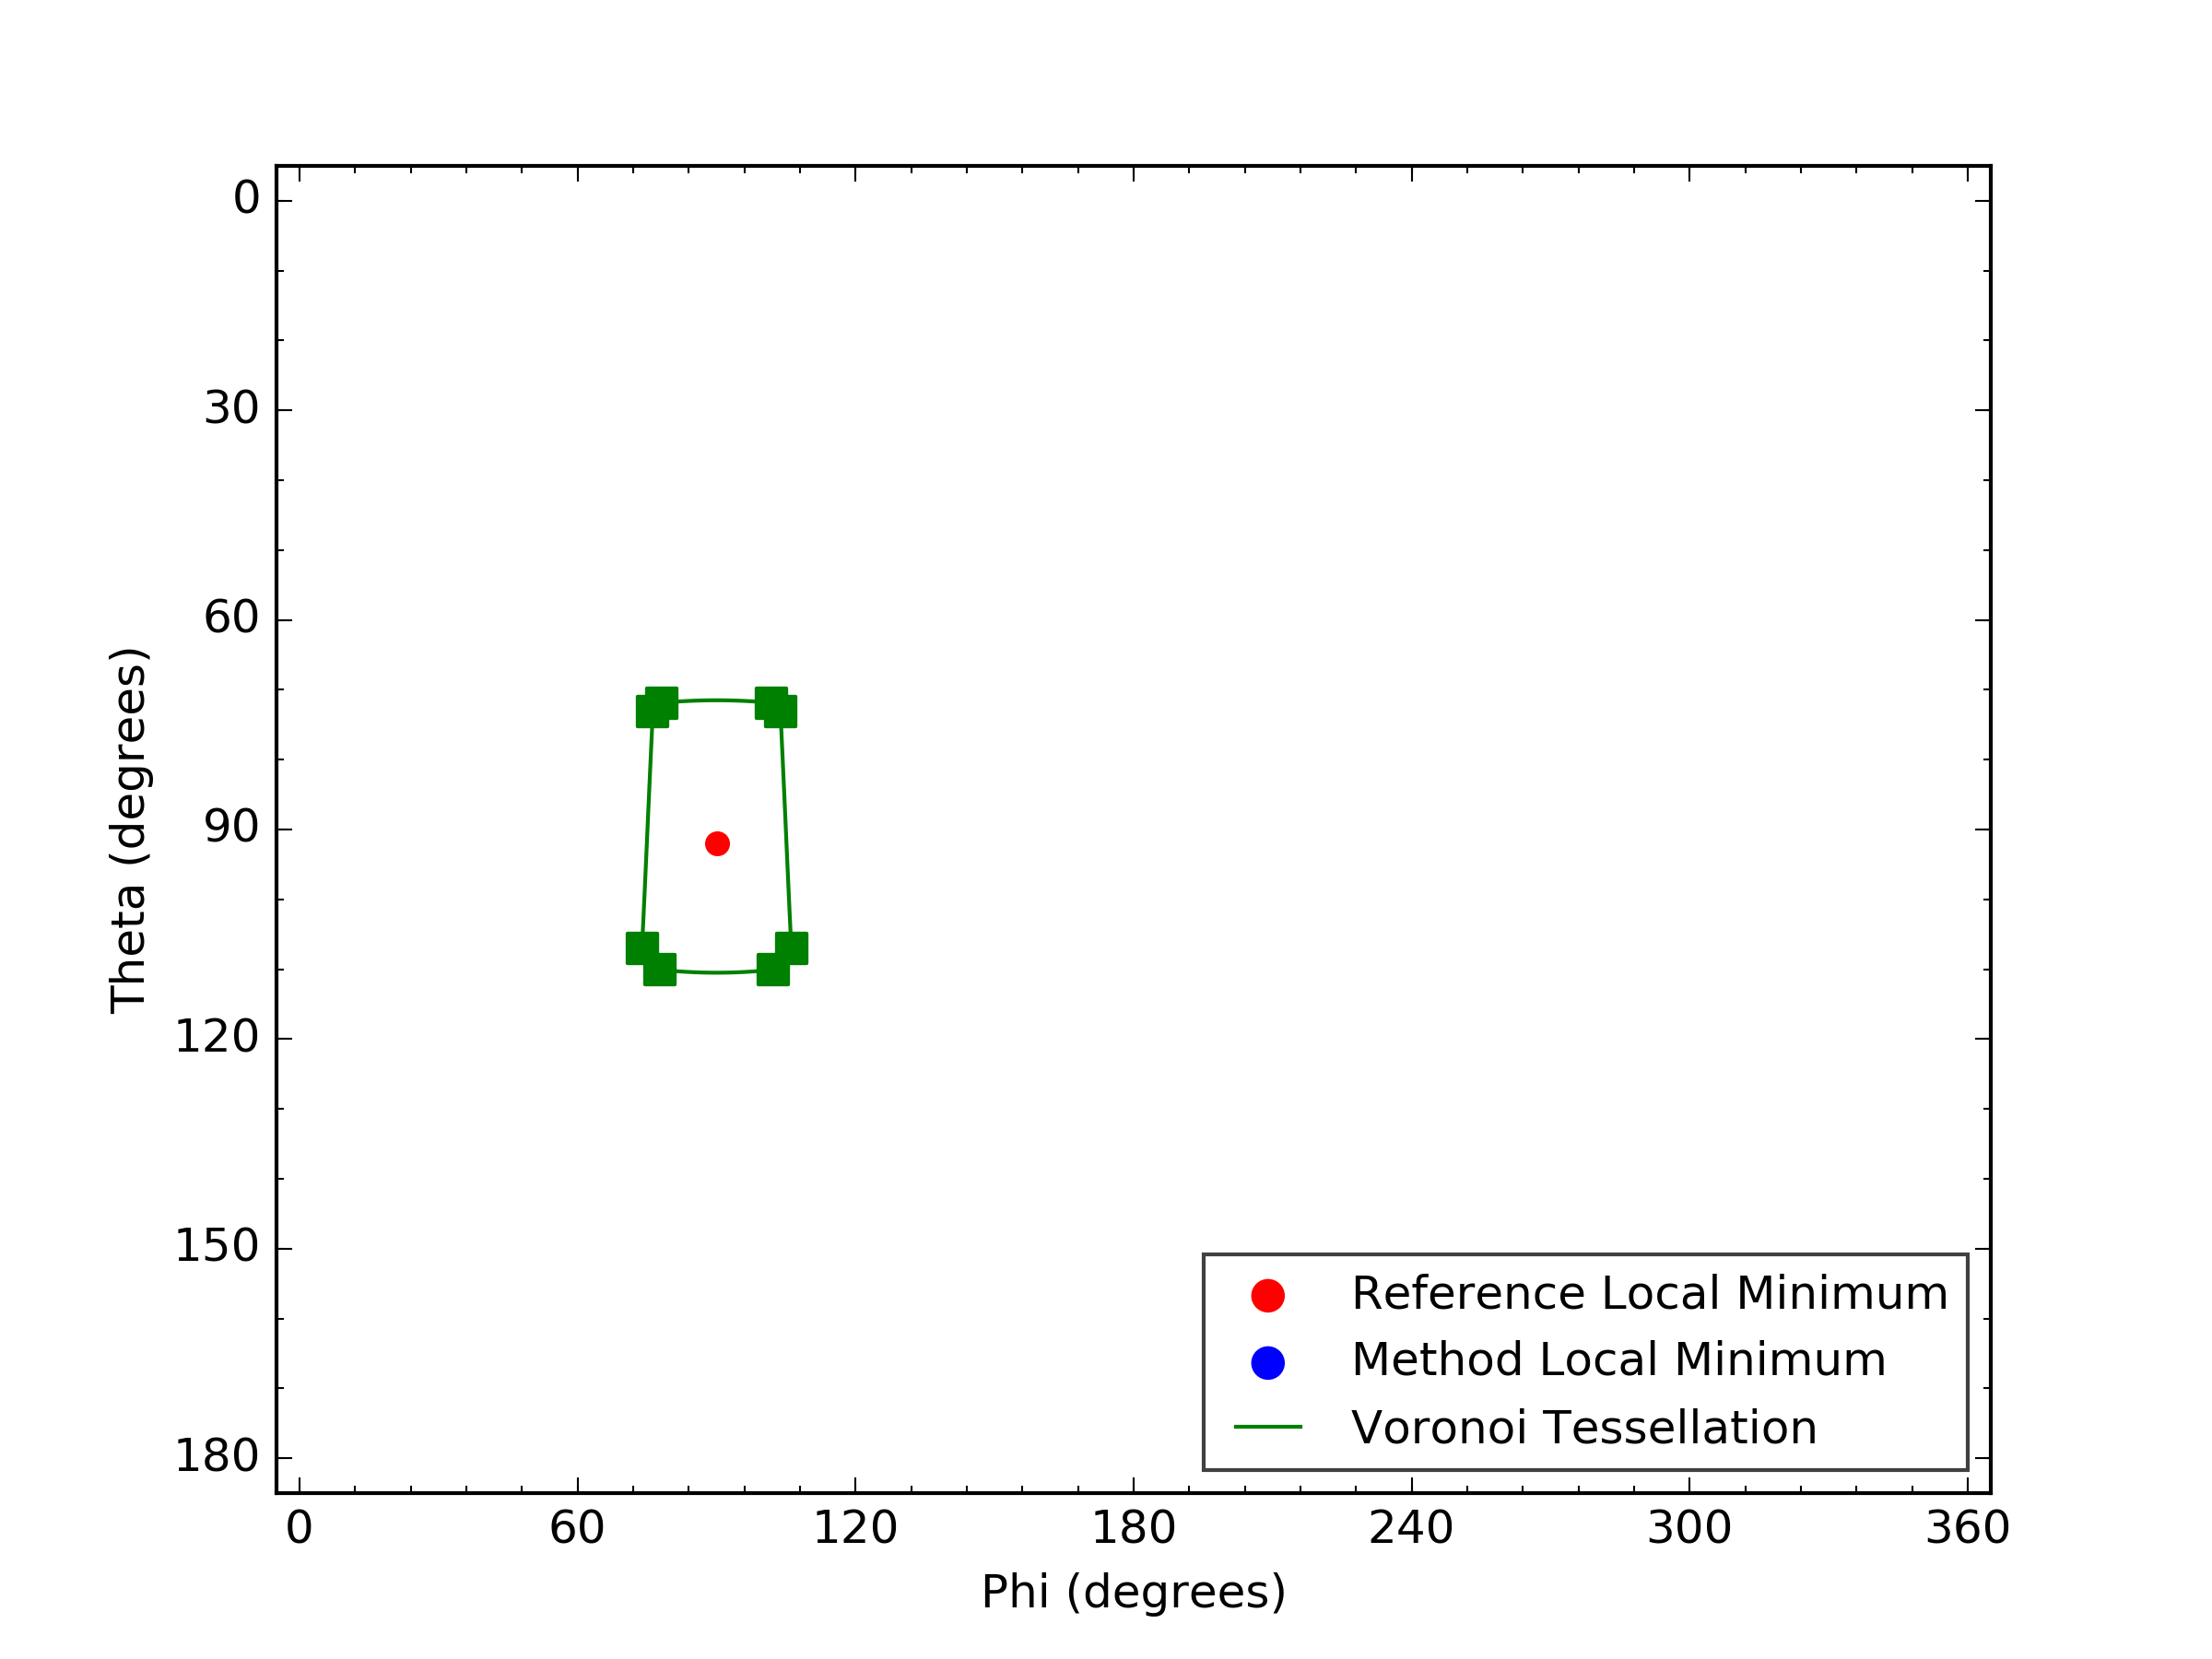 0
30
60
90
120
150
180
Theta (degrees)
Reference Local Minimum
Method Local Minimum
Voronoi Tessellation
0 60 120 180 240 300 360
Phi (degrees)